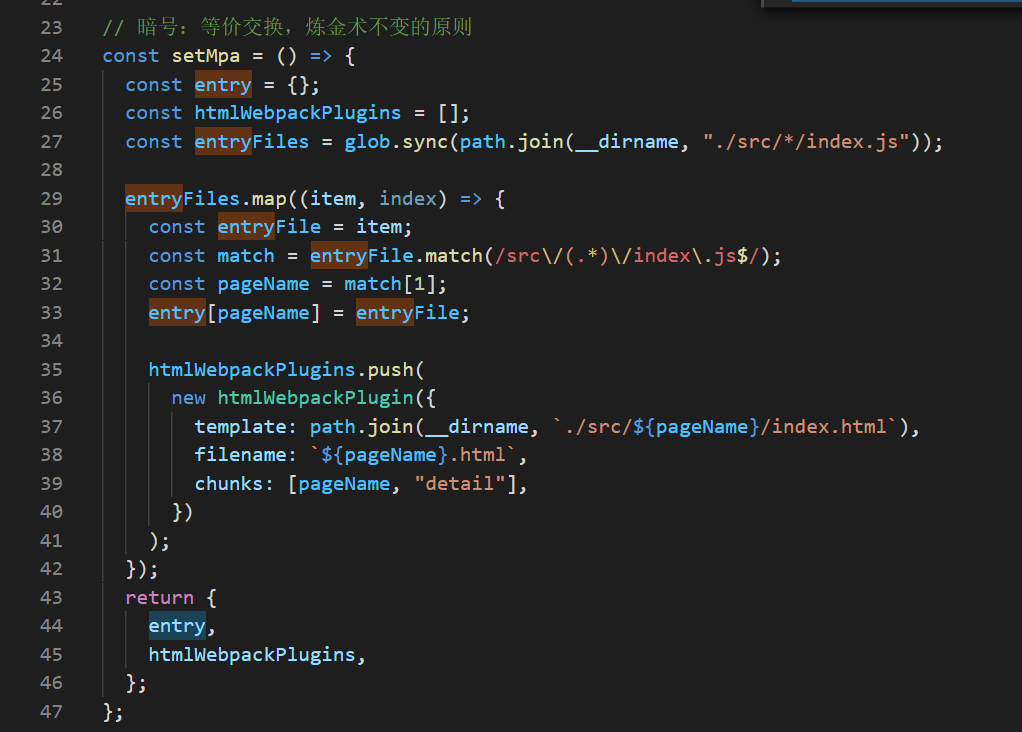 23 // 暗号：等价交换，炼金术不变的原则
24 const setMpa = () => {
25   const entry = {};
26   const htmlWebpackPlugins = [];
27   const entryFiles = glob.sync(path.join(__dirname, "./src/*/index.js"));
28
29   entryFiles.map((item, index) => {
30     const entryFile = item;
31     const match = entryFile.match(/src\/(.*)\/index\.js$/);
32     const pageName = match[1];
33     entry[pageName] = entryFile;
34
35     htmlWebpackPlugins.push(
36       new htmlWebpackPlugin({
37         template: path.join(__dirname, `./src/${pageName}/index.html`),
38         filename: `${pageName}.html`,
39         chunks: [pageName, "detail"],
40       })
41     );
42   });
43   return {
44     entry,
45     htmlWebpackPlugins,
46   };
47 };